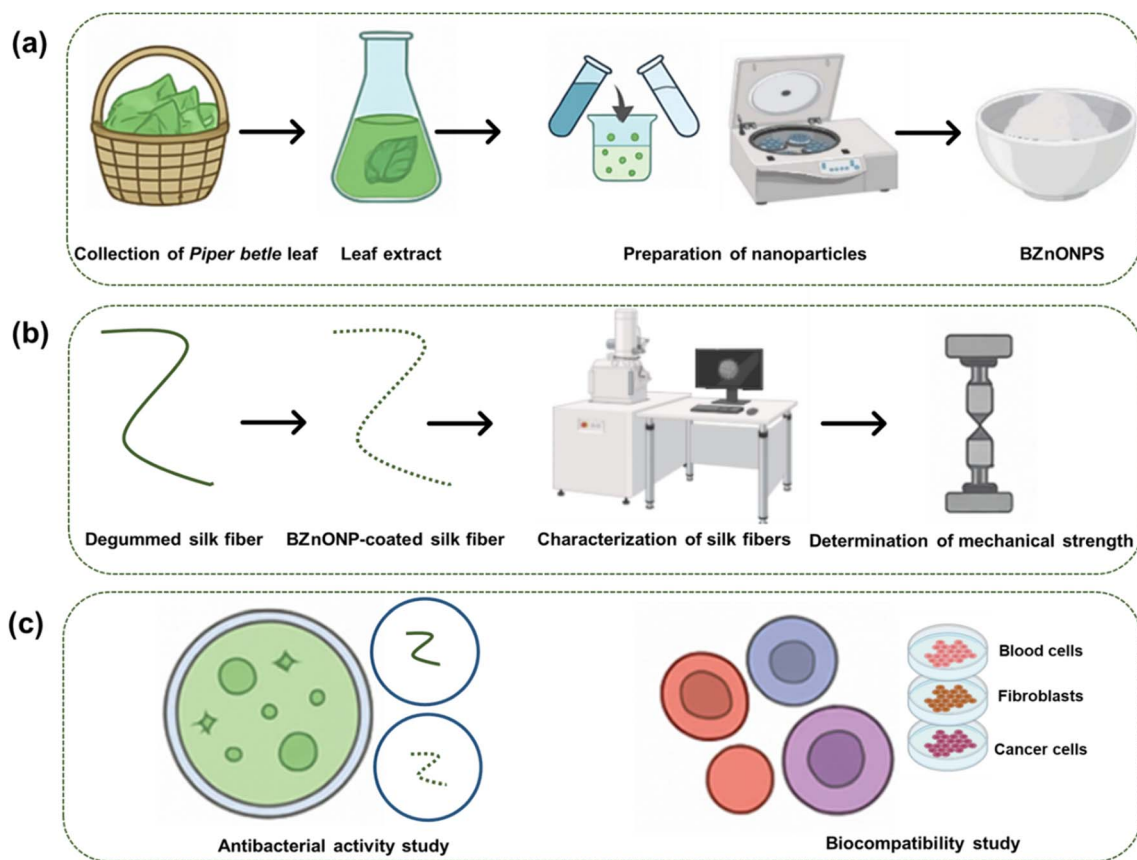 (a)
Collection of Piper betle leaf
Leaf extract
Preparation of nanoparticles
BZnONPS
(b)
Degummed silk fiber
BZnONP-coated silk fiber
Characterization of silk fibers
Determination of mechanical strength
(c)
Blood cells
Fibroblasts
Cancer cells
Antibacterial activity study
Biocompatibility study